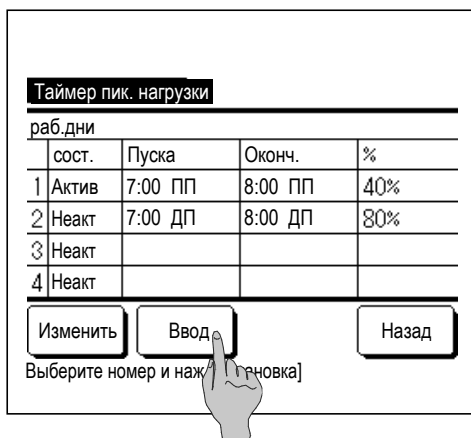 Таймер пик. нагрузки
раб.дни
сост. Пуска Оконч. %
1 Актив 7:00 ПП 8:00 ПП 40%
2 Неакт 7:00 ДП 8:00 ДП 80%
3 Неакт
4 Неакт
Изменить Ввод Назад
Выберите номер и наж